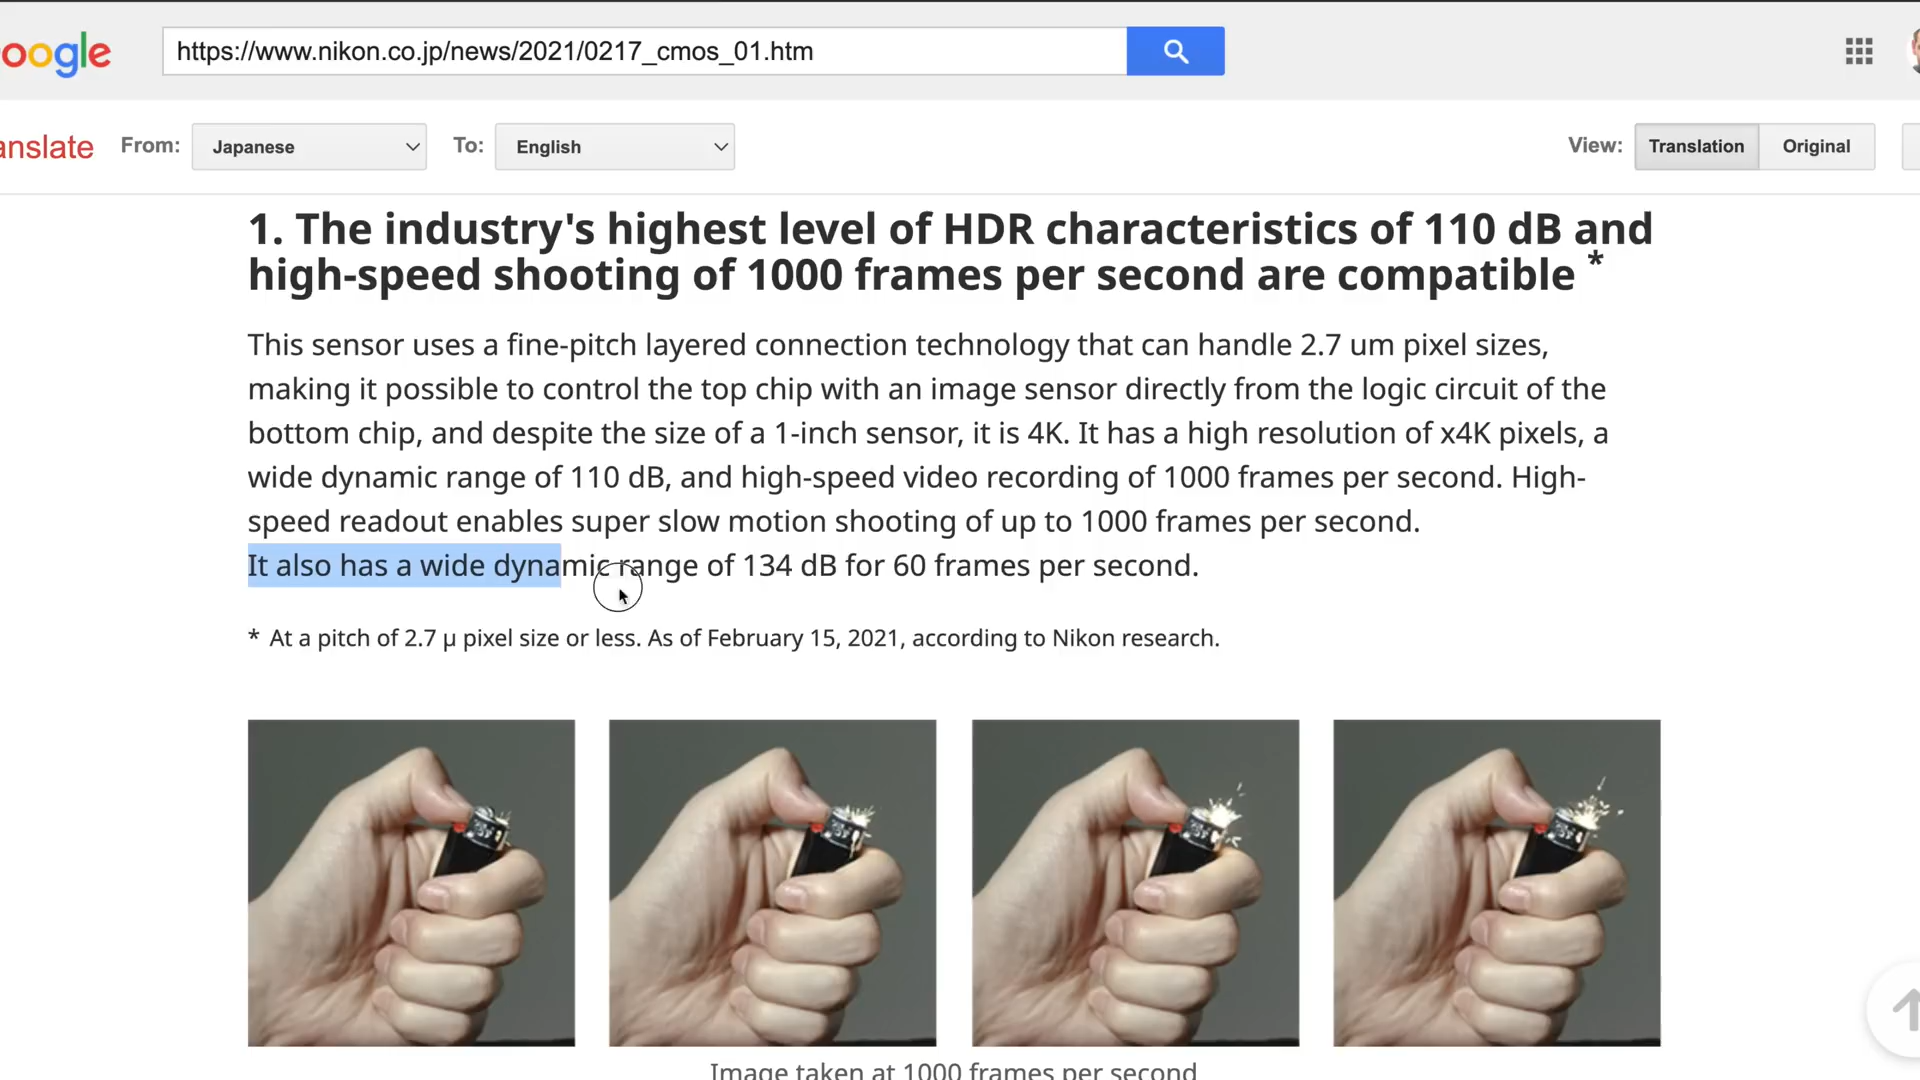 oogle
https://www.nikon.co.jp/news/2021/0217_cmos_01.htm
anslate From: Japanese To: English View: Translation Original
1. The industry's highest level of HDR characteristics of 110 dB and
high-speed shooting of 1000 frames per second are compatible *
This sensor uses a fine-pitch layered connection technology that can handle 2.7 um pixel sizes,
making it possible to control the top chip with an image sensor directly from the logic circuit of the
bottom chip, and despite the size of a 1-inch sensor, it is 4K. It has a high resolution of x4K pixels, a
wide dynamic range of 110 dB, and high-speed video recording of 1000 frames per second. High-
speed readout enables super slow motion shooting of up to 1000 frames per second.
It also has a wide dynamic range of 134 dB for 60 frames per second.
* At a pitch of 2.7 μ pixel size or less. As of February 15, 2021, according to Nikon research.
Image taken at 1000 frames per second